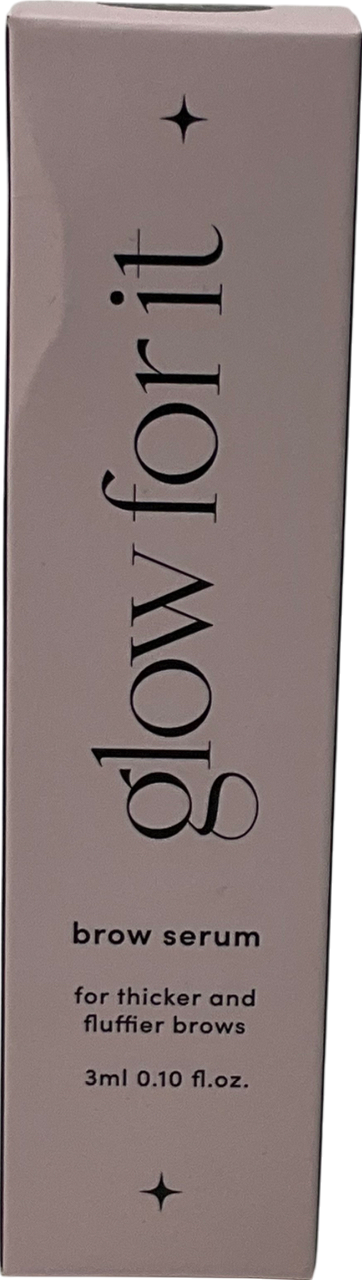 glow for it
brow serum
for thicker and
fluffier brows
3ml 0.10 fl.oz.